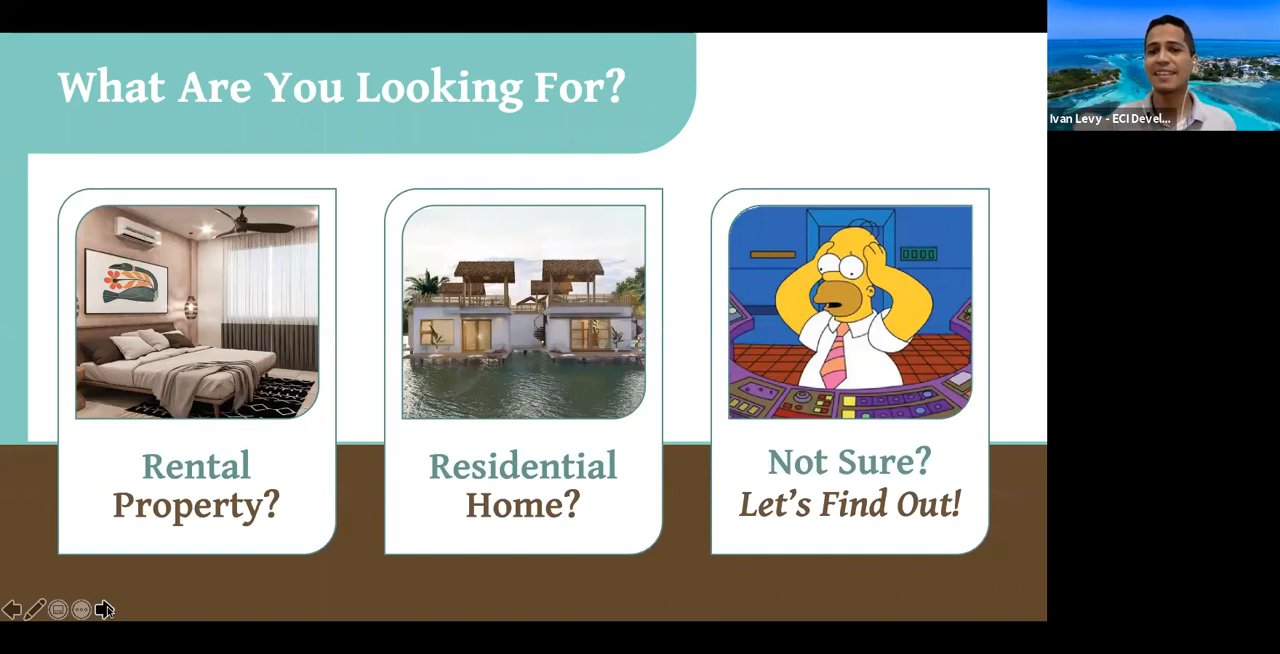 What Are You Looking For?
Ivan Levy - ECI Devel...
Rental
Property?
Residential
Home?
Not Sure?
Let's Find Out!